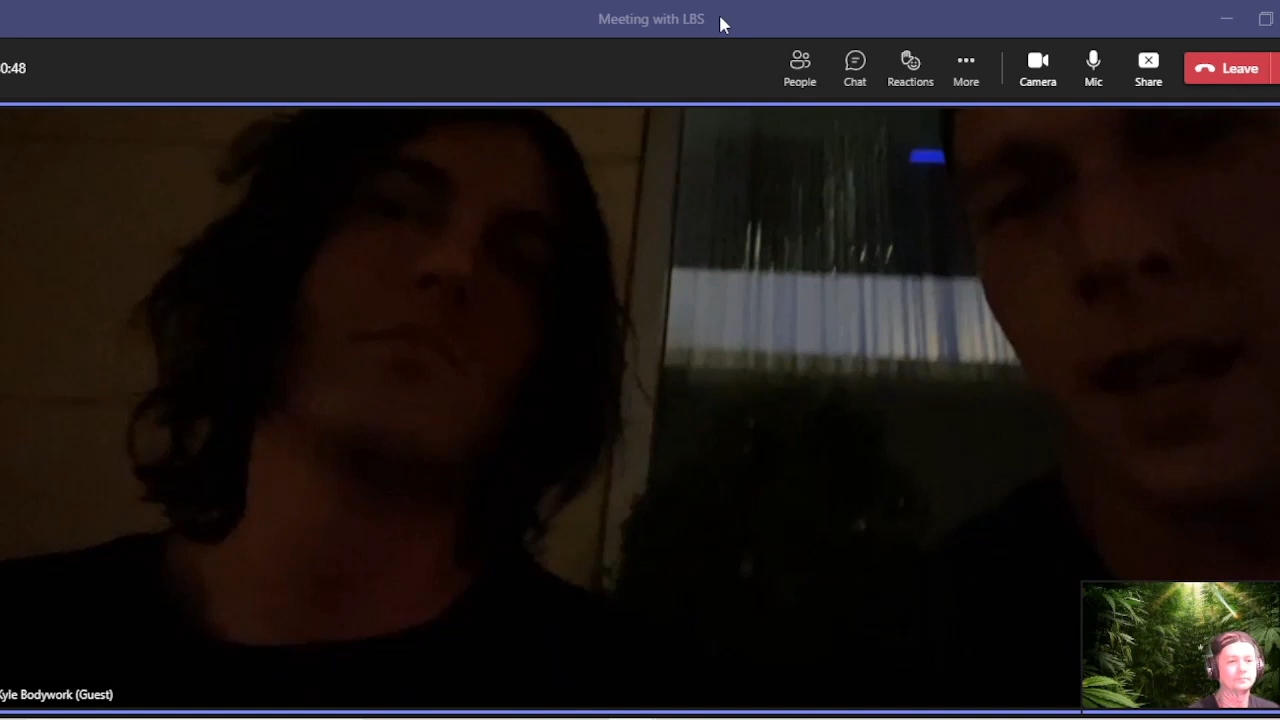 Meeting with LBS
0:48
People
Chat
Reactions
More
Camera
Mic
Share
Leave
Kyle Bodywork (Guest)